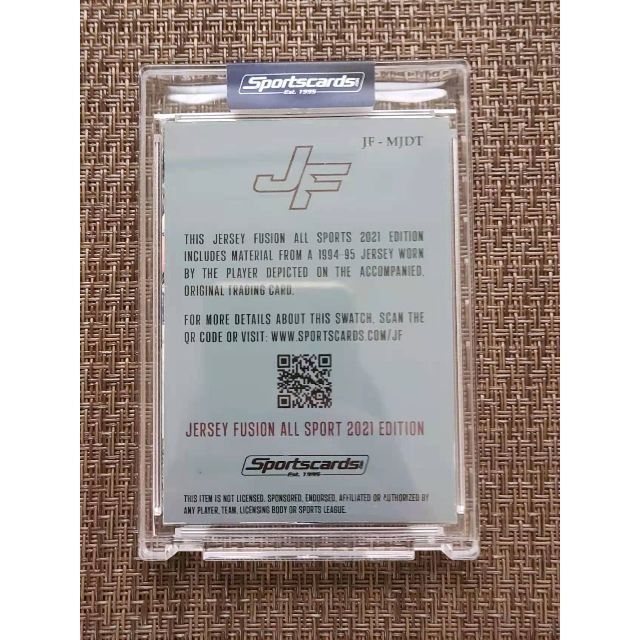 Sportscards.com
Est. 1995
JF - MJDT
JF
THIS JERSEY FUSION ALL SPORTS 2021 EDITION
INCLUDES MATERIAL FROM A 1994-95 JERSEY WORN
BY THE PLAYER DEPICTED ON THE ACCOMPANIED,
ORIGINAL TRADING CARD.
FOR MORE DETAILS ABOUT THIS SWATCH, SCAN THE
QR CODE OR VISIT: WWW.SPORTSCARDS.COM/JF
JERSEY FUSION ALL SPORT 2021 EDITION
Sportscards.com
Est. 1995
THIS ITEM IS NOT LICENSED, SPONSORED, ENDORSED, AFFILIATED OR AUTHORIZED BY
ANY PLAYER, TEAM, LICENSING BODY OR SPORTS LEAGUE.